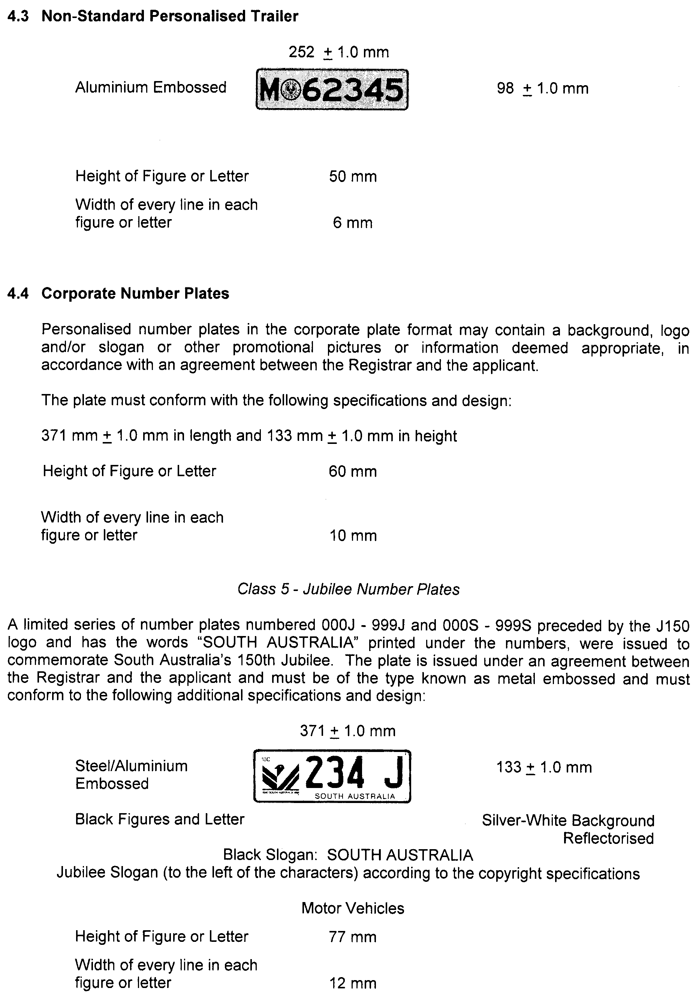 4.3 Non-Standard Personalised Trailer
252 ± 1.0 mm
Aluminium Embossed
M 62345
98 ± 1.0 mm
Height of Figure or Letter 50 mm
Width of every line in each
figure or letter 6 mm
4.4 Corporate Number Plates
Personalised number plates in the corporate plate format may contain a background, logo
and/or slogan or other promotional pictures or information deemed appropriate, in
accordance with an agreement between the Registrar and the applicant.
The plate must conform with the following specifications and design:
371 mm ± 1.0 mm in length and 133 mm ± 1.0 mm in height
Height of Figure or Letter 60 mm
Width of every line in each
figure or letter 10 mm
Class 5 - Jubilee Number Plates
A limited series of number plates numbered 000J - 999J and 000S - 999S preceded by the J150
logo and has the words “SOUTH AUSTRALIA” printed under the numbers, were issued to
commemorate South Australia's 150th Jubilee. The plate is issued under an agreement between
the Registrar and the applicant and must be of the type known as metal embossed and must
conform to the following additional specifications and design:
371 ± 1.0 mm
Steel/Aluminium
Embossed
234 J
SOUTH AUSTRALIA
133 ± 1.0 mm
Black Figures and Letter
Silver-White Background
Reflectorised
Black Slogan: SOUTH AUSTRALIA
Jubilee Slogan (to the left of the characters) according to the copyright specifications
Motor Vehicles
Height of Figure or Letter 77 mm
Width of every line in each
figure or letter 12 mm